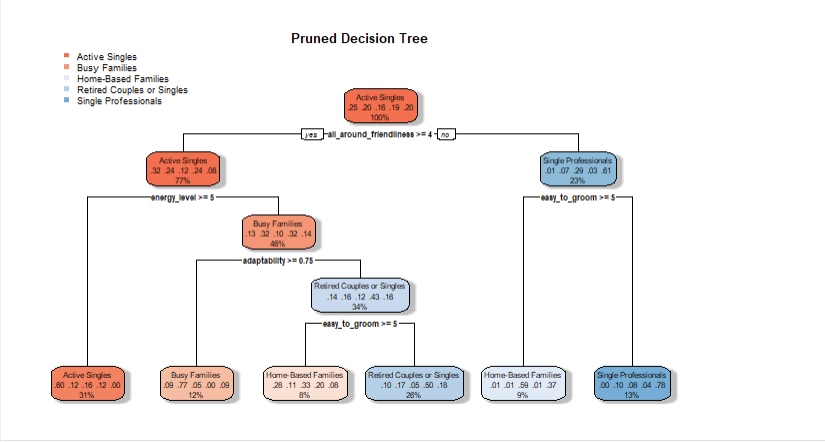 Pruned Decision Tree
Active Singles
Busy Families
Home-Based Families
Retired Couples or Singles
Single Professionals
Active Singles
.25 .20 .16 .19 .20
100%
yes all_around_friendliness >= 4 no
Active Singles
.32 .24 .12 .24 .08
77%
Single Professionals
.01 .07 .29 .03 .61
23%
energy_level >= 5
easy_to_groom >= 5
Busy Families
.13 .32 .10 .32 .14
46%
adaptability >= 0.75
Retired Couples or Singles
.14 .16 .12 .43 .16
34%
easy_to_groom >= 5
Active Singles
.60 .12 .16 .12 .00
31%
Busy Families
.09 .77 .05 .00 .09
12%
Home-Based Families
.28 .11 .33 .20 .08
8%
Retired Couples or Singles
.10 .17 .05 .50 .18
26%
Home-Based Families
.01 .01 .59 .01 .37
9%
Single Professionals
.00 .10 .08 .04 .78
13%